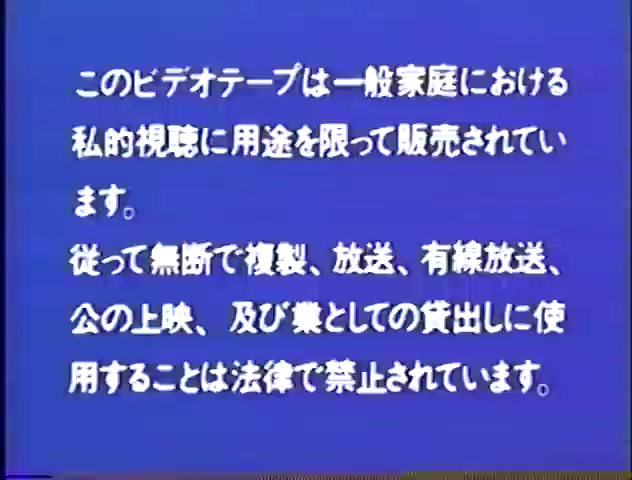 このビデオテープは一般家庭における
私的視聴に用途を限って販売されてい
ます。
従って無断で複製、放送、有線放送、
公の上映、及び業としての貸出しに使
用することは法律で禁止されています。